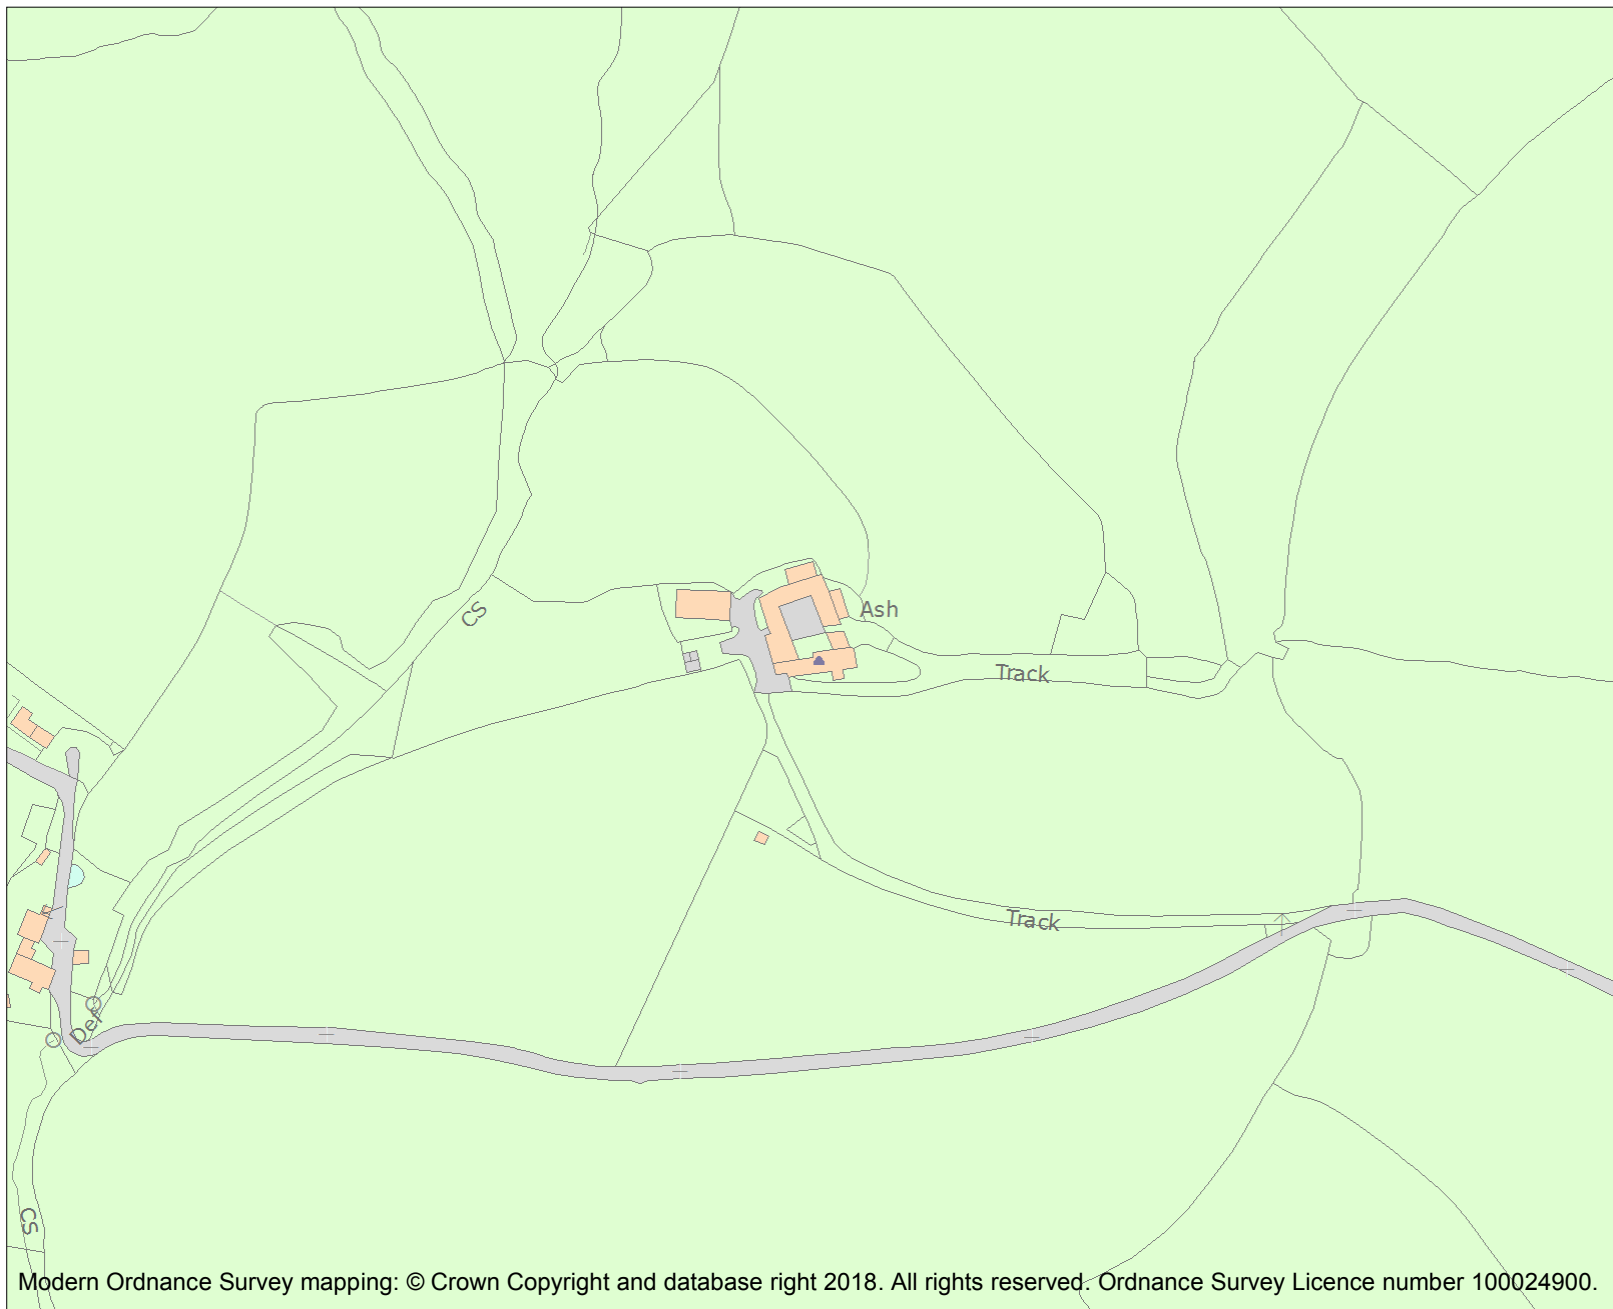 CS
Ash
Track
Track
Def
CS
Modern Ordnance Survey mapping: © Crown Copyright and database right 2018. All rights reserved. Ordnance Survey Licence number 100024900.